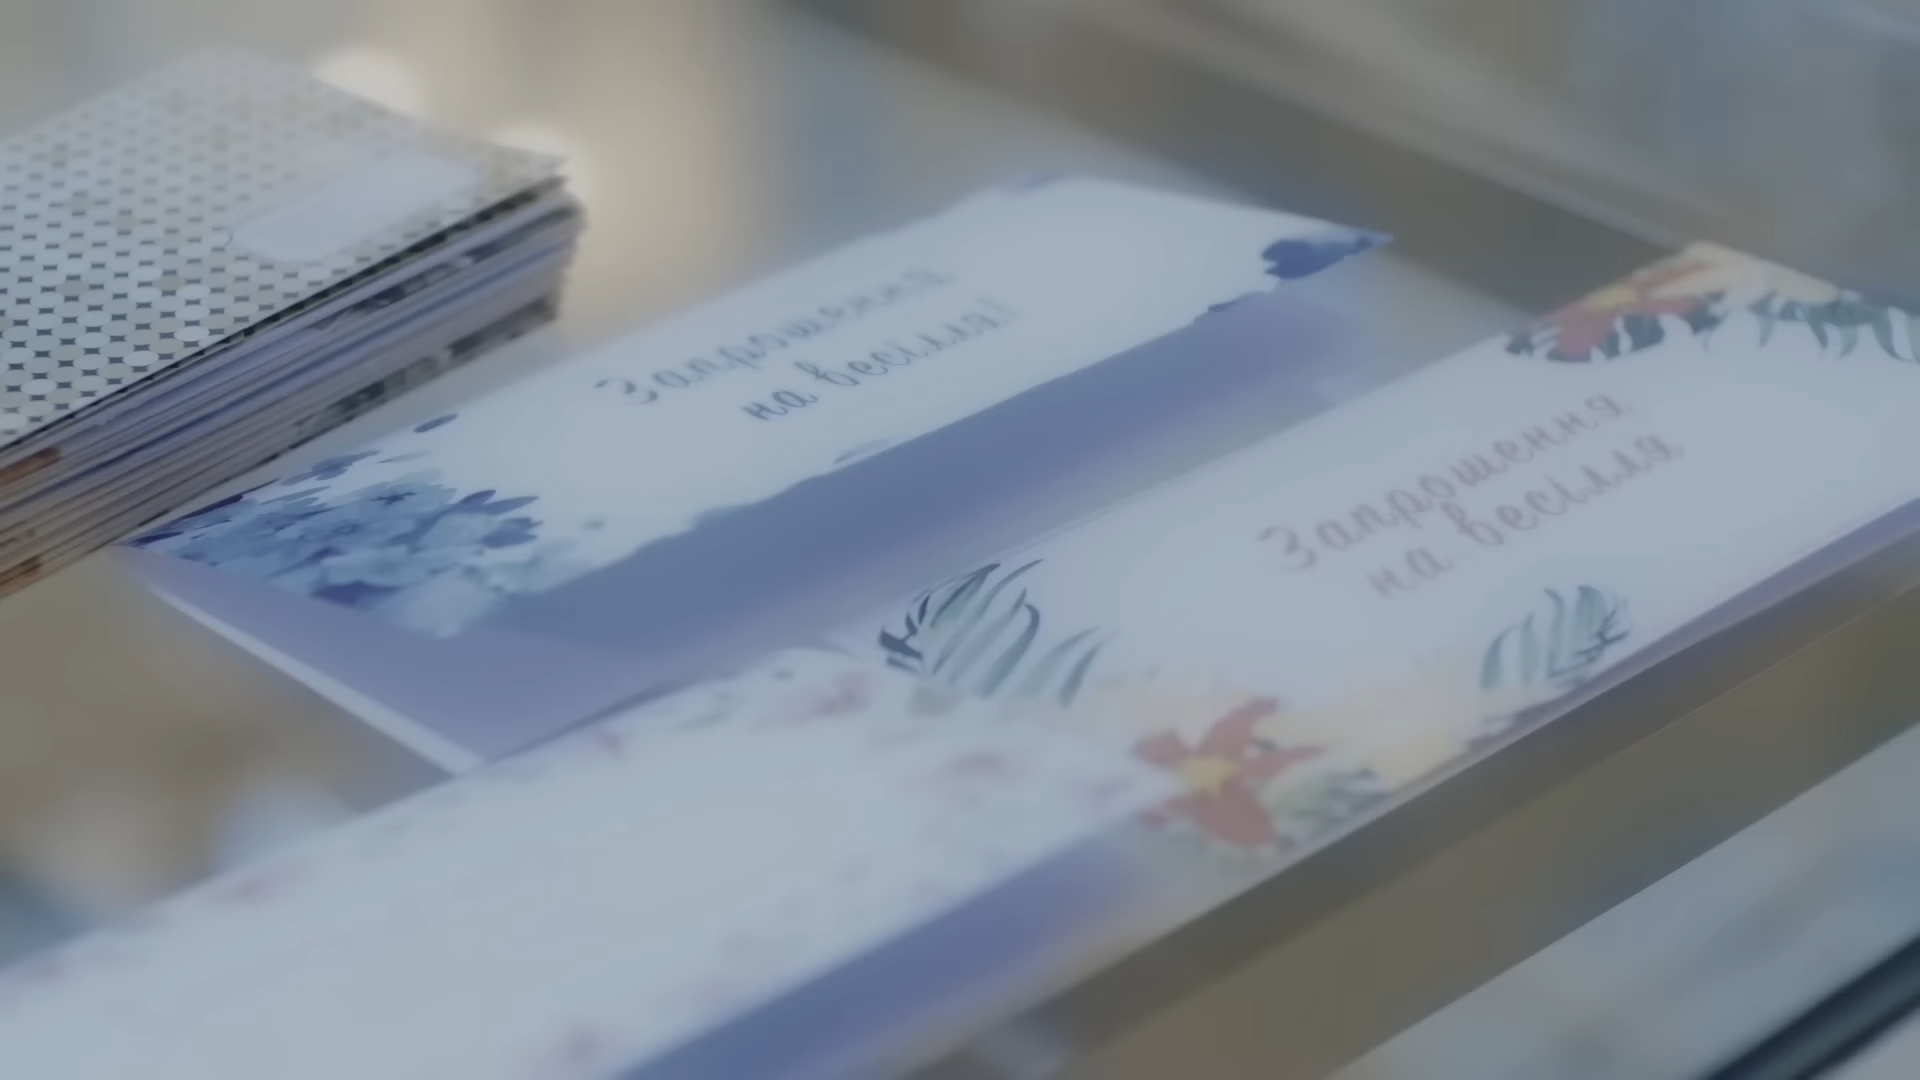 Запрошення
на весілля!
Запрошення
на весілля